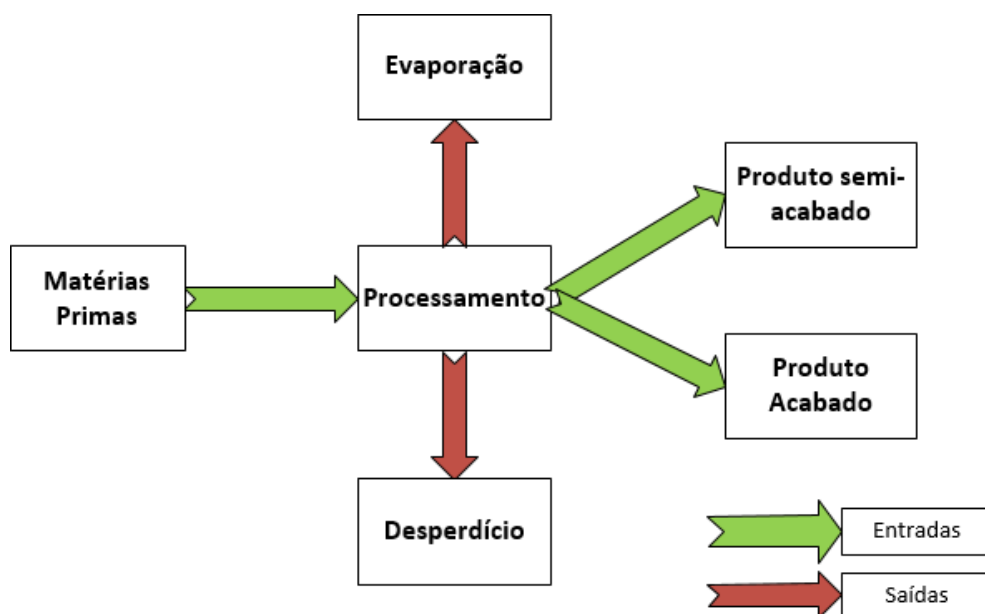 Evaporação
Produto semi-
acabado
Matérias
Primas
Processamento
Produto
Acabado
Desperdício
Entradas
Saídas